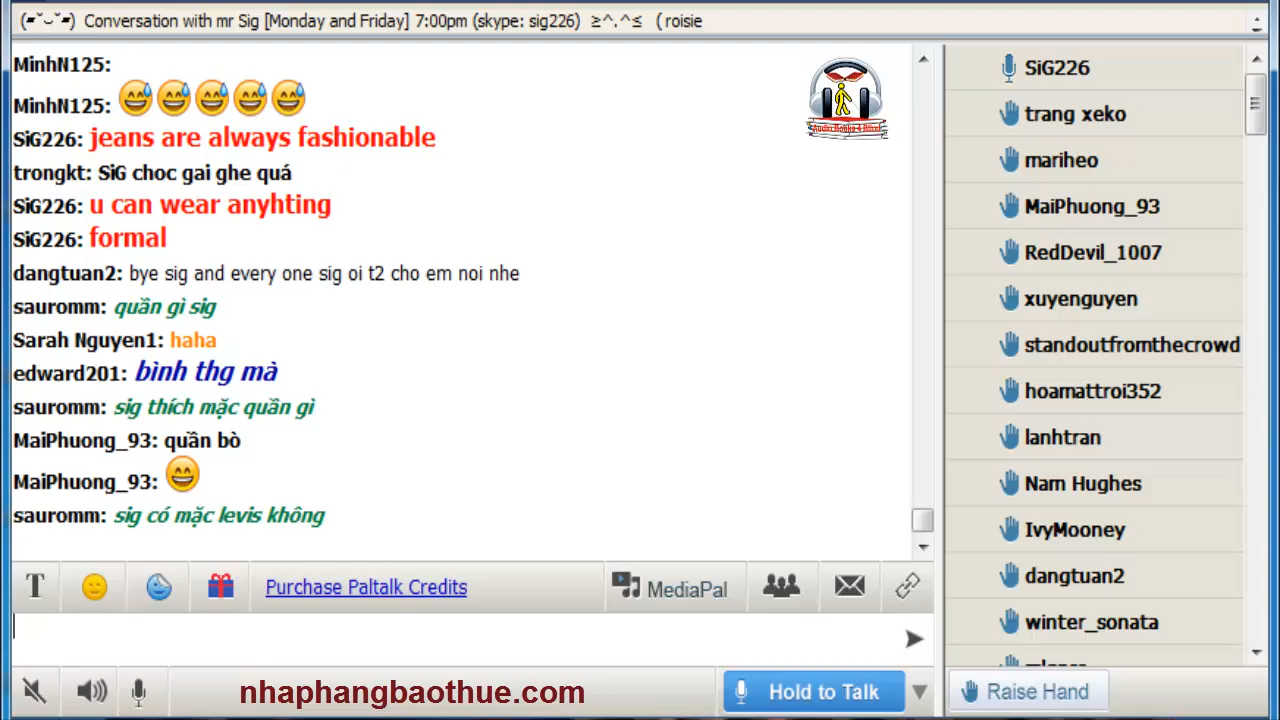 (▰˘◡˘▰) Conversation with mr Sig [Monday and Friday] 7:00pm (skype: sig226) ≥^.^≤ ( roisie
MinhN125:
MinhN125: 😅😅😅😅😅
SiG226: jeans are always fashionable
trongkt: SiG choc gai ghe quá
SiG226: u can wear anyhting
SiG226: formal
dangtuan2: bye sig and every one sig oi t2 cho em noi nhe
sauromm: quần gì sig
Sarah Nguyen1: haha
edward201: bình thg mà
sauromm: sig thích mặc quần gì
MaiPhuong_93: quần bò
MaiPhuong_93: 😄
sauromm: sig có mặc levis không
Audio Books 4 Blind
T
Purchase Paltalk Credits
MediaPal
nhaphangbaothue.com
Hold to Talk
SiG226
trang xeko
mariheo
MaiPhuong_93
RedDevil_1007
xuyenguyen
standoutfromthecrowd
hoamattroi352
lanhtran
Nam Hughes
IvyMooney
dangtuan2
winter_sonata
Raise Hand